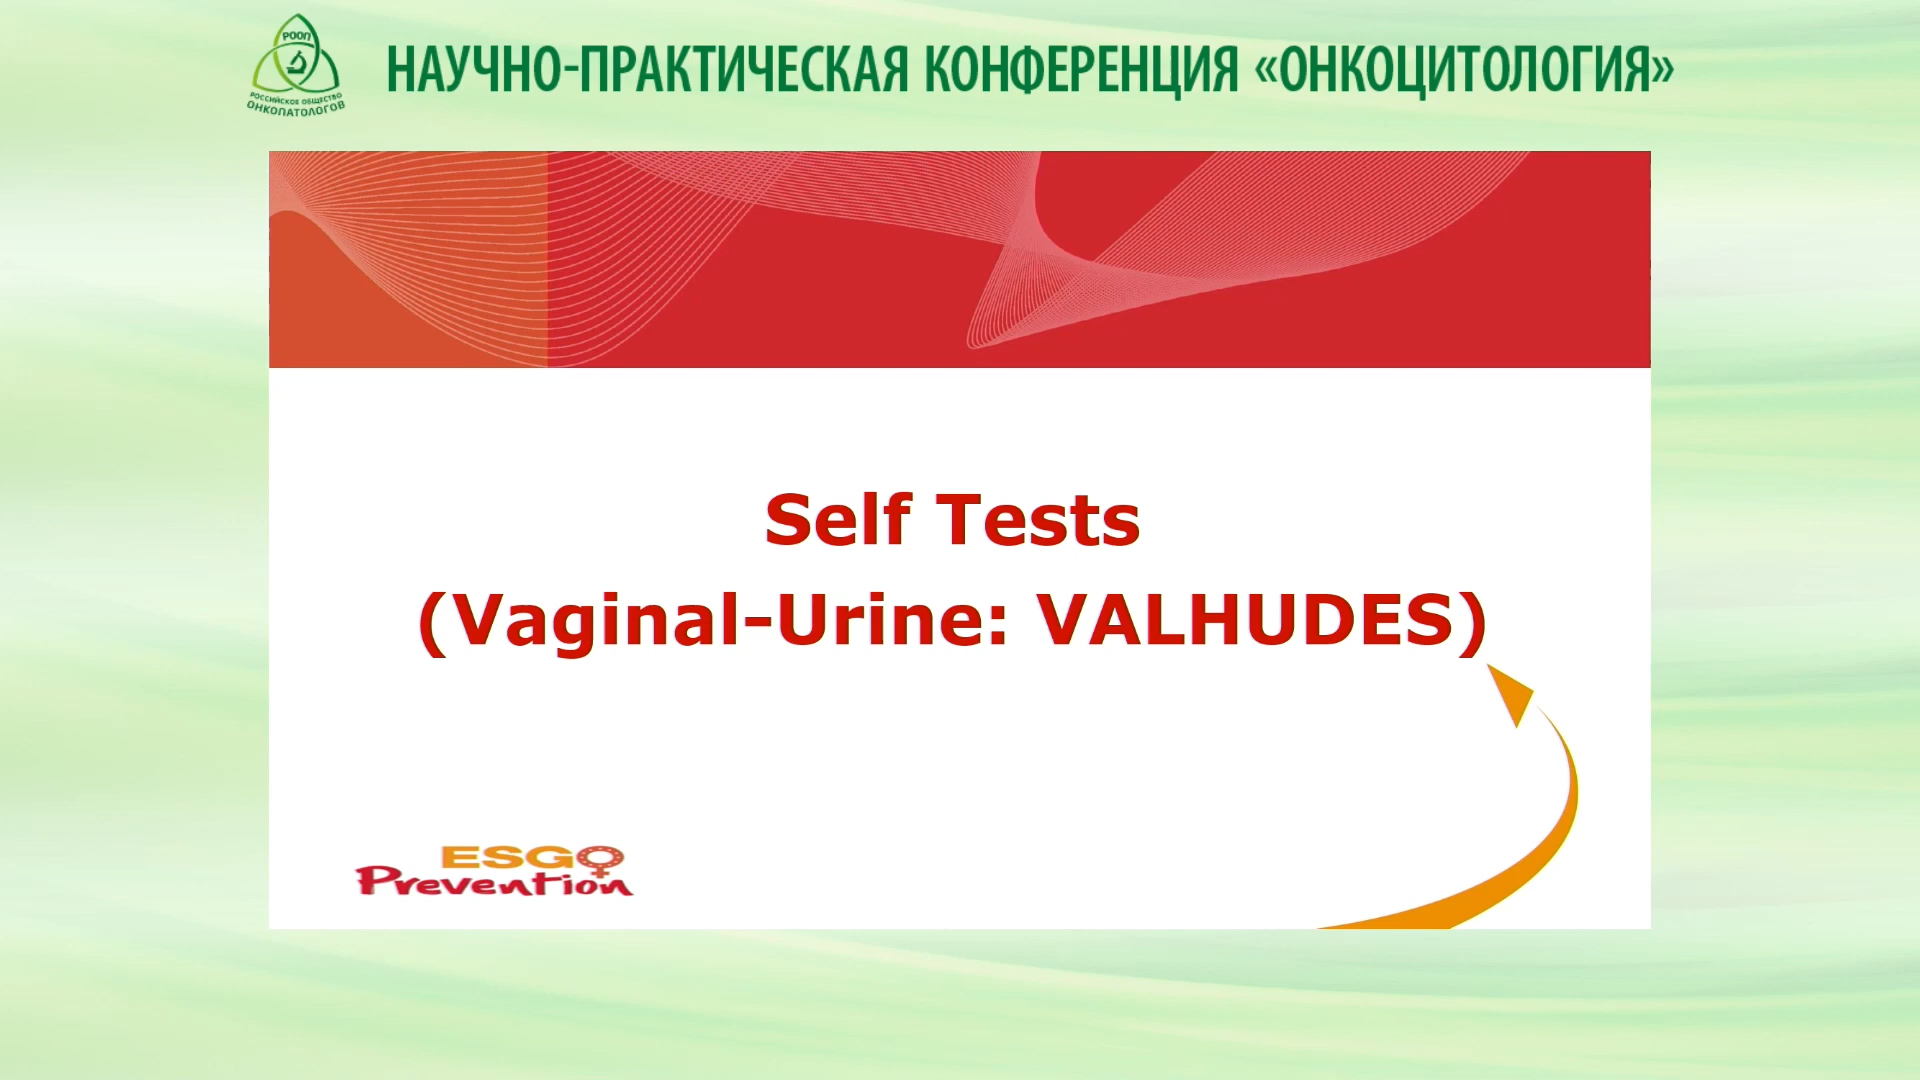 РООП
РОССИЙСКОЕ ОБЩЕСТВО
ОНКОПАТОЛОГОВ
НАУЧНО-ПРАКТИЧЕСКАЯ КОНФЕРЕНЦИЯ «ОНКОЦИТОЛОГИЯ»
Self Tests
(Vaginal-Urine: VALHUDES)
ESGO
Prevention